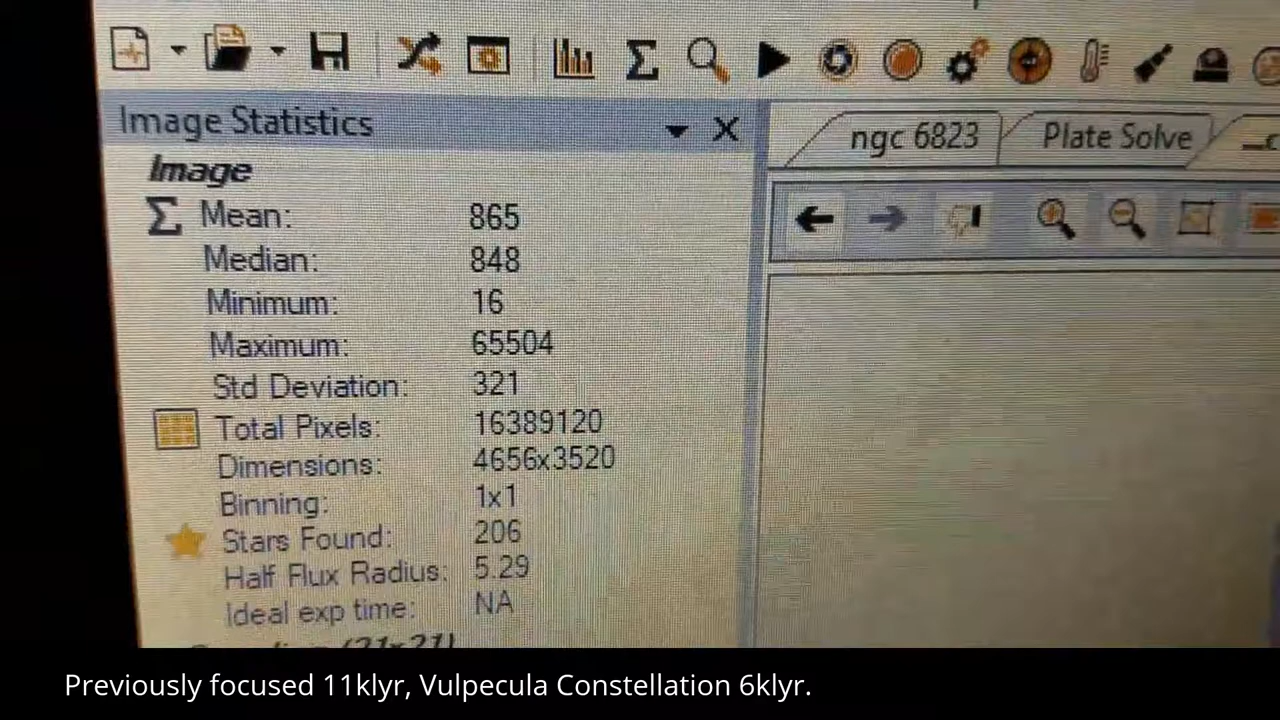 Image Statistics
ngc 6823
Plate Solve
Image
Σ Mean: 865
Median: 848
Minimum: 16
Maximum: 65504
Std Deviation: 321
Total Pixels: 16389120
Dimensions: 4656x3520
Binning: 1x1
Stars Found: 206
Half Flux Radius: 5.29
Ideal exp time: NA
(21x21)
Previously focused 11klyr, Vulpecula Constellation 6klyr.